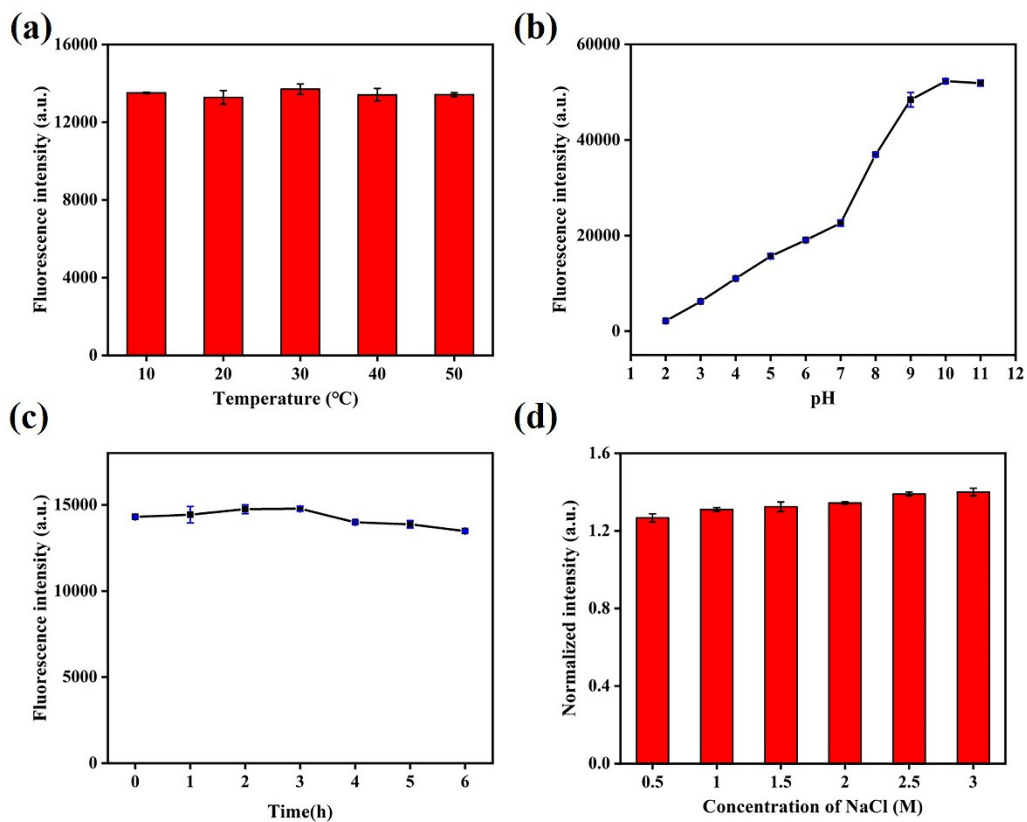 (a)
16000
12000
8000
4000
0
Fluorescence intensity (a.u.)
10 20 30 40 50
Temperature (℃)
(b)
60000
40000
20000
0
Fluorescence intensity (a.u.)
1 2 3 4 5 6 7 8 9 10 11 12
pH
(c)
15000
10000
5000
0
Fluorescence intensity (a.u.)
0 1 2 3 4 5 6
Time(h)
(d)
1.6
1.2
0.8
0.4
0.0
Normalized intensity (a.u.)
0.5 1 1.5 2 2.5 3
Concentration of NaCl (M)